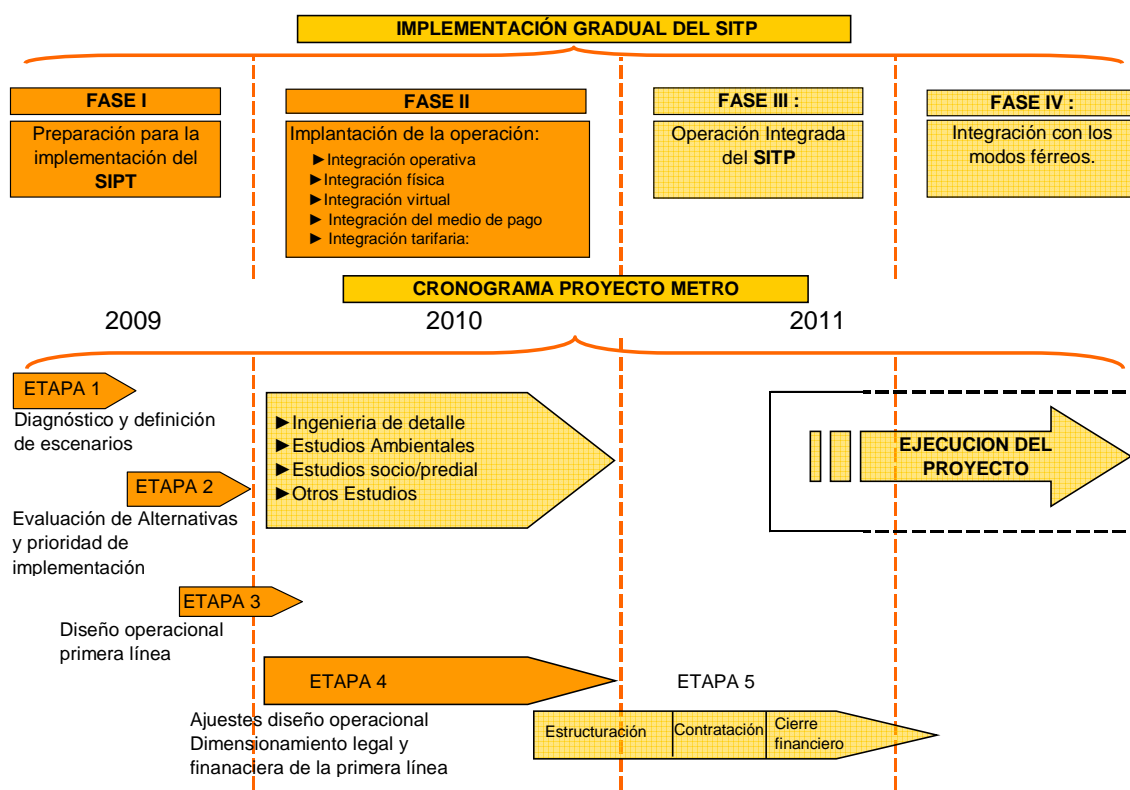 IMPLEMENTACIÓN GRADUAL DEL SITP
FASE I
Preparación para la
implementación del
SIPT
FASE II
Implantación de la operación:
►Integración operativa
►Integración física
►Integración virtual
► Integración del medio de pago
► Integración tarifaria:
FASE III :
Operación Integrada
del SITP
FASE IV :
Integración con los
modos férreos.
CRONOGRAMA PROYECTO METRO
2009 2010 2011
ETAPA 1
Diagnóstico y definición
de escenarios
ETAPA 2
Evaluación de Alternativas
y prioridad de
implementación
ETAPA 3
Diseño operacional
primera línea
►Ingenieria de detalle
►Estudios Ambientales
►Estudios socio/predial
►Otros Estudios
EJECUCION DEL
PROYECTO
ETAPA 4
Ajuestes diseño operacional
Dimensionamiento legal y
finanaciera de la primera línea
ETAPA 5
Estructuración
Contratación
Cierre
financiero